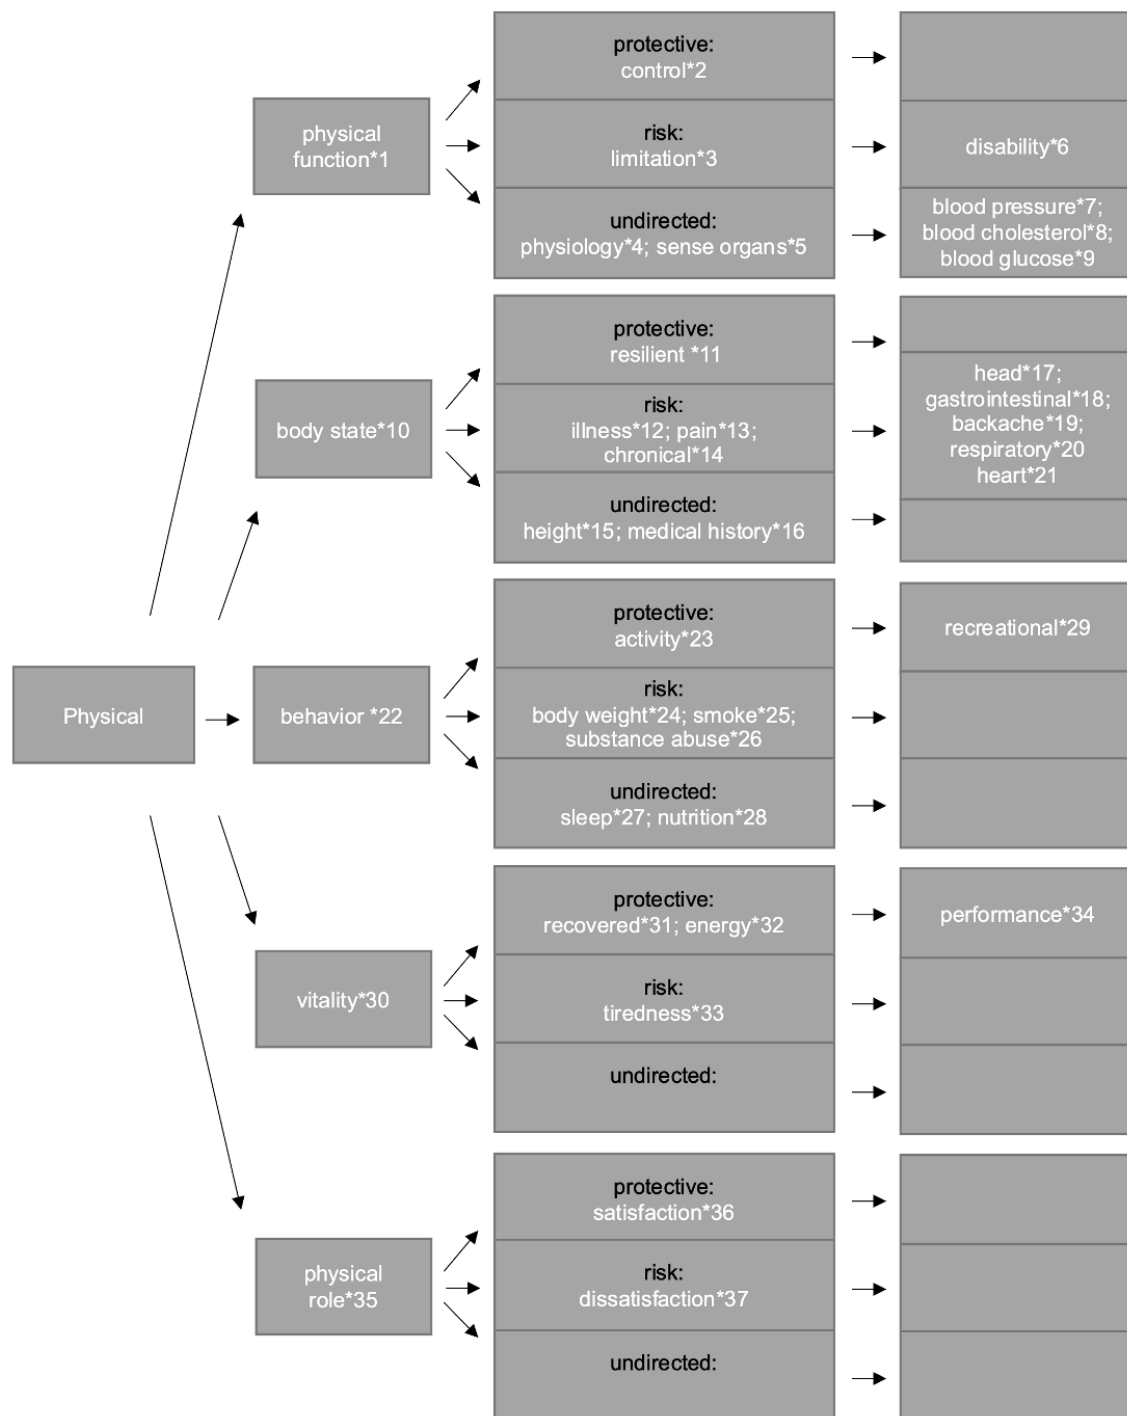 protective:
control*2
physical
function*1
risk:
limitation*3
disability*6
undirected:
physiology*4; sense organs*5
blood pressure*7;
blood cholesterol*8;
blood glucose*9
protective:
resilient *11
body state*10
risk:
illness*12; pain*13;
chronical*14
head*17;
gastrointestinal*18;
backache*19;
respiratory*20
heart*21
undirected:
height*15; medical history*16
Physical
behavior *22
protective:
activity*23
recreational*29
risk:
body weight*24; smoke*25;
substance abuse*26
undirected:
sleep*27; nutrition*28
vitality*30
protective:
recovered*31; energy*32
performance*34
risk:
tiredness*33
undirected:
physical
role*35
protective:
satisfaction*36
risk:
dissatisfaction*37
undirected: